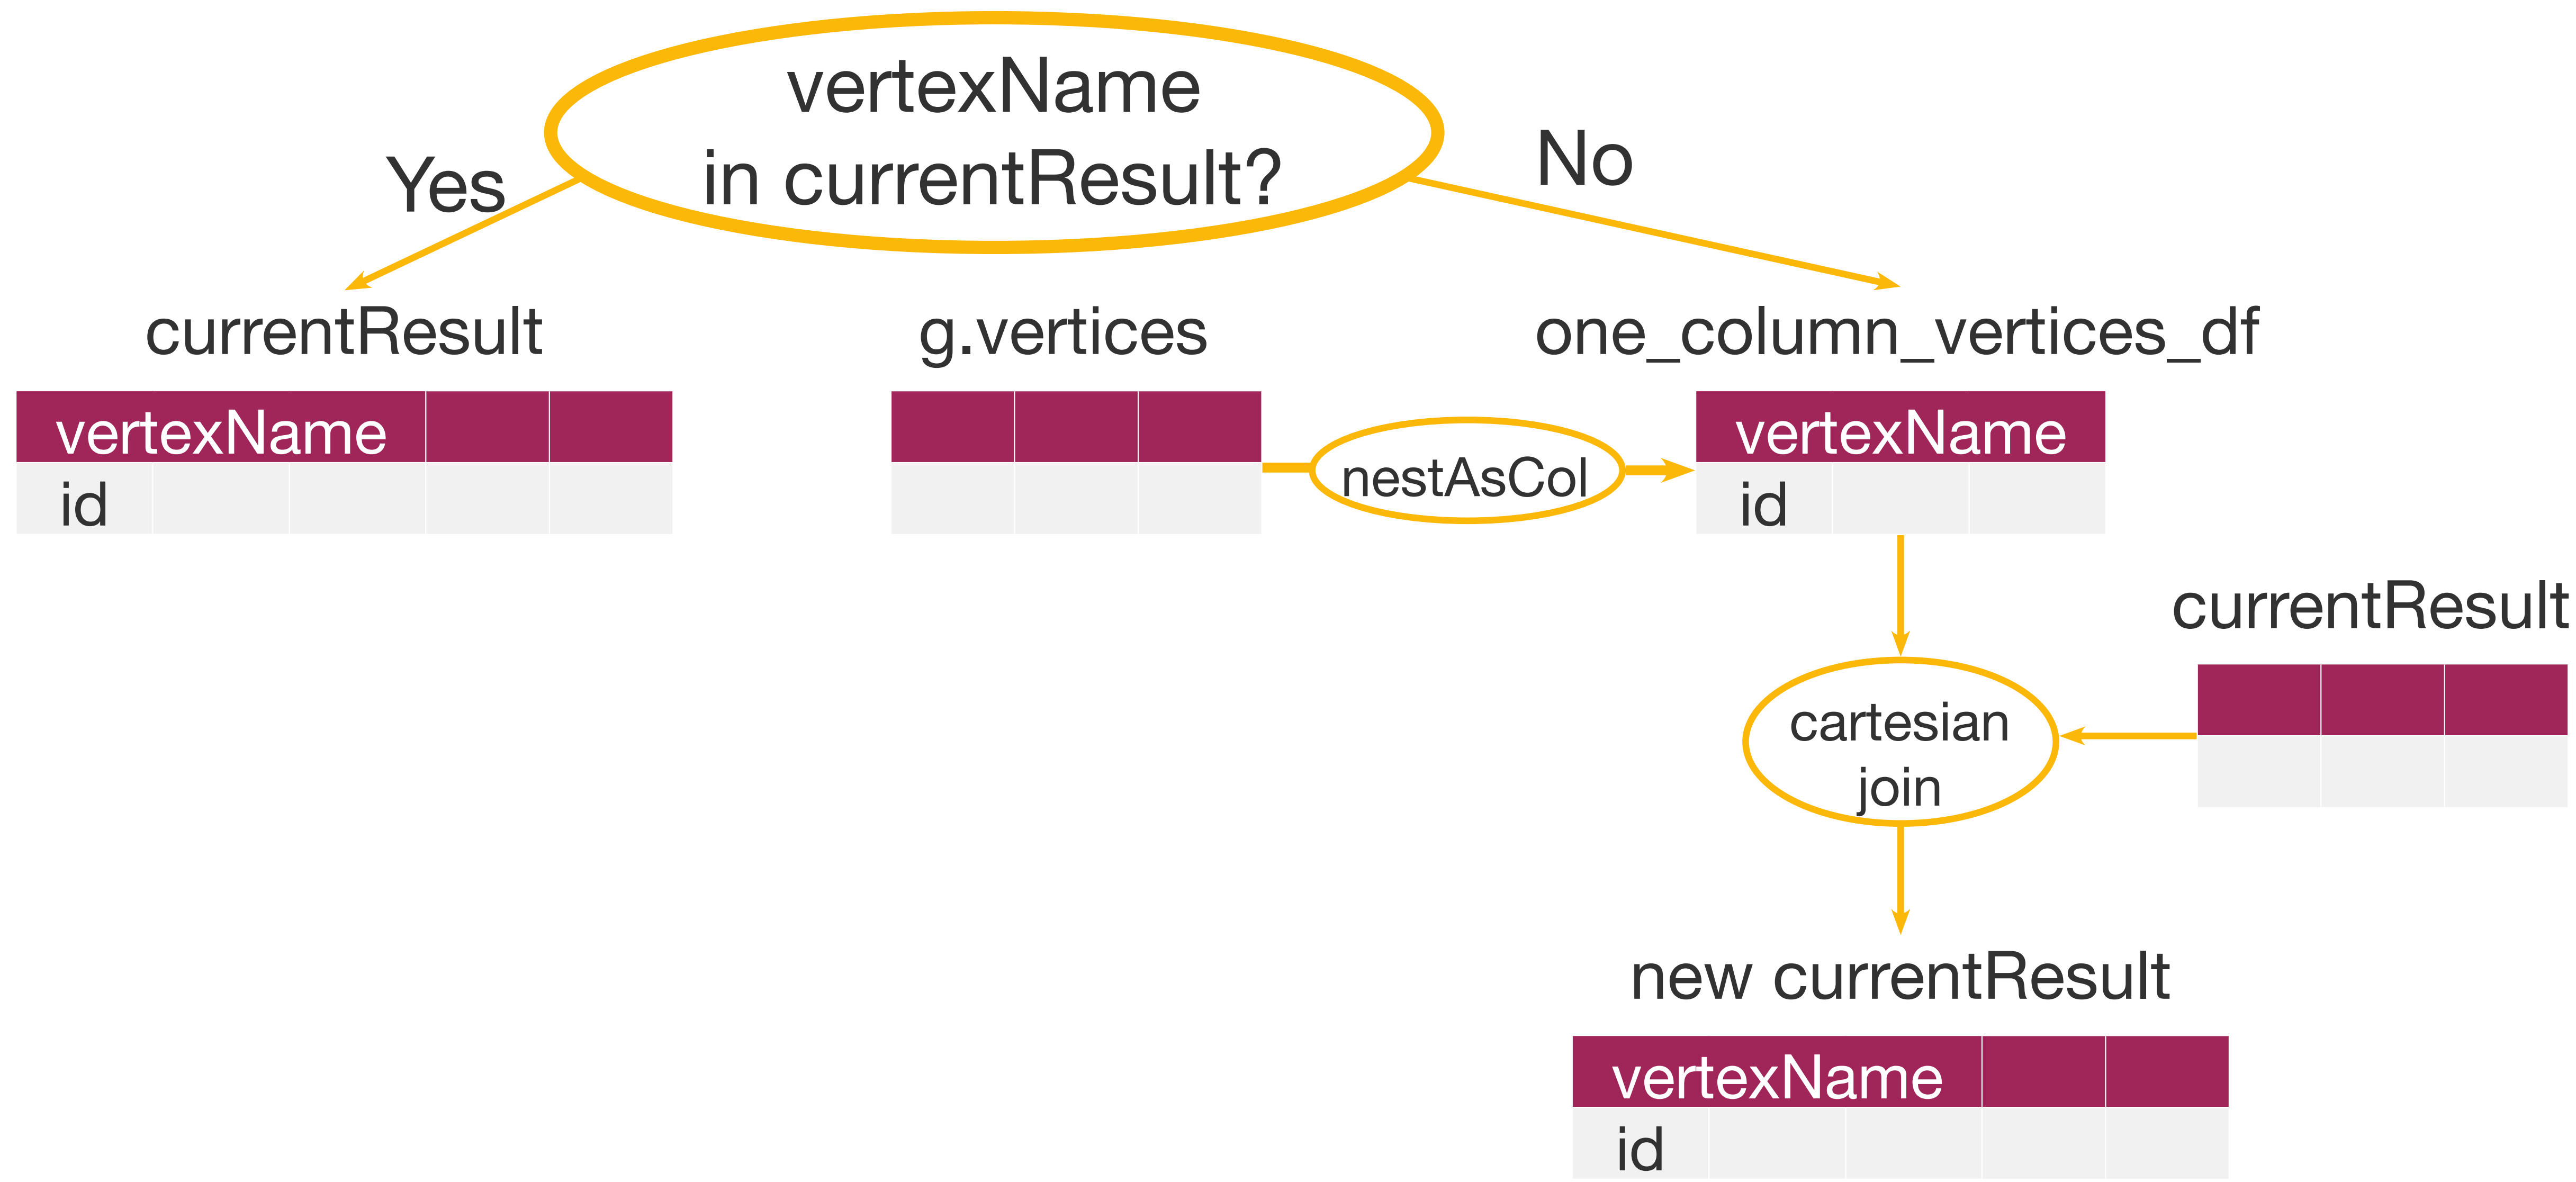 vertexName
in currentResult?
Yes
No
currentResult
g.vertices
one_column_vertices_df
vertexName
vertexName
id
nestAsCol
id
currentResult
cartesian
join
new currentResult
vertexName
id